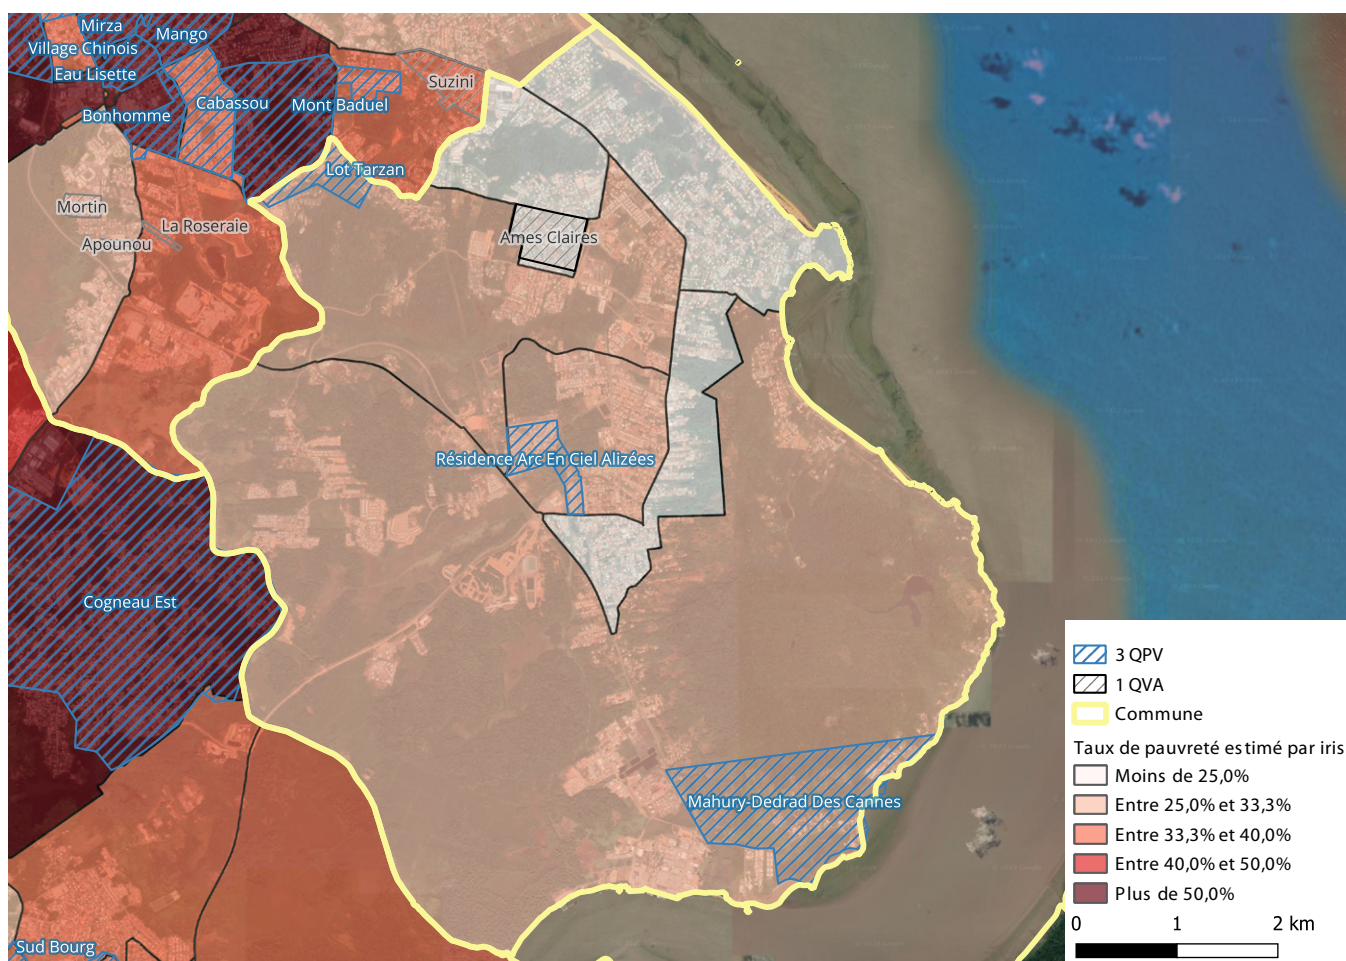 Mirza
Mango
Village Chinois
Eau Lisette
Cabassou
Mont Baduel
Suzini
Bonhomme
Lot Tarzan
Mortin
La Roseraie
Apounou
Ames Claires
Résidence Arc En Ciel Alizées
Cogneau Est
Mahury-Dedrad Des Cannes
Sud Bourg
3 QPV
1 QVA
Commune
Taux de pauvreté estimé par iris
Moins de 25,0%
Entre 25,0% et 33,3%
Entre 33,3% et 40,0%
Entre 40,0% et 50,0%
Plus de 50,0%
0 1 2 km